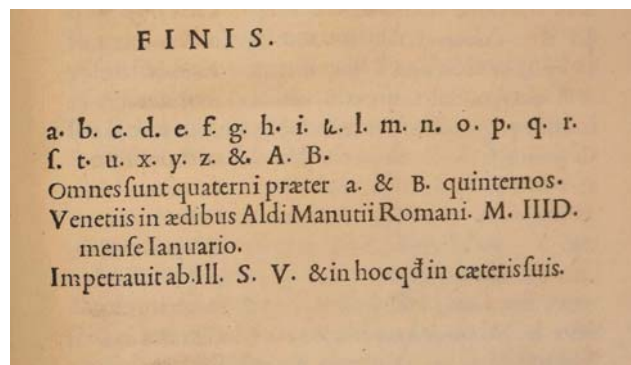 FINIS.
a. b. c. d. e. f. g. h. i. k. l. m. n. o. p. q. r.
ſ. t. u. x. y. z. &. A. B.
Omnes ſunt quaterni præter a. & B. quinternos.
Venetiis in ædibus Aldi Manutii Romani. M. IIID.
menſe Ianuario.
Impetrauit ab.Ill. S. V. & in hoc qđ in cæteris ſuis.